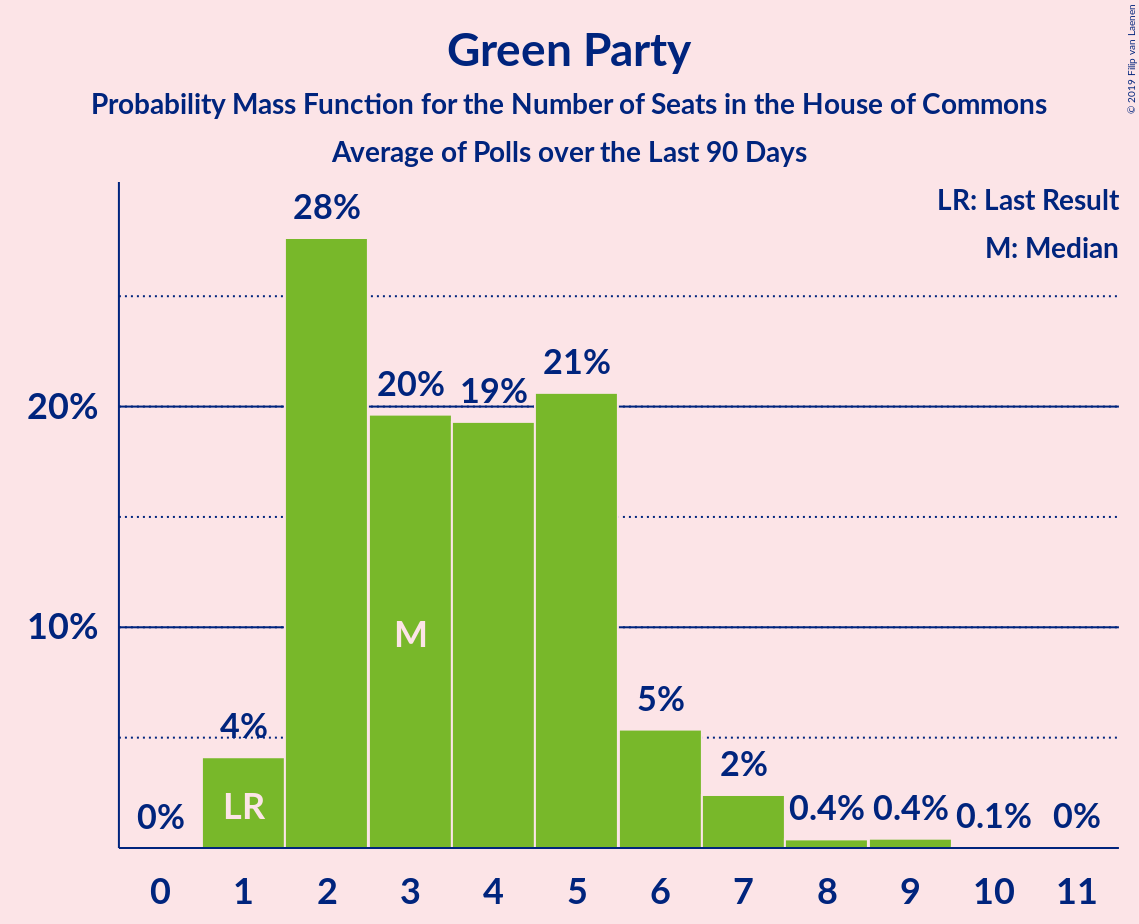 Green Party
Probability Mass Function for the Number of Seats in the House of Commons
Average of Polls over the Last 90 Days
© 2019 Filip van Laenen
LR: Last Result
M: Median
28%
21%
20% 19%
20%
10%
M
5%
4%
2%
LR
0% 0.4% 0.4% 0.1% 0%
0 1 2 3 4 5 6 7 8 9 10 11